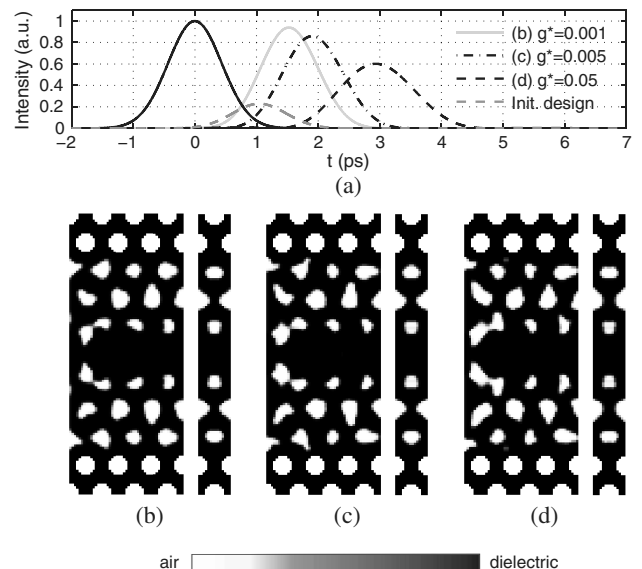 Intensity (a.u.)
1
0.8
0.6
0.4
0.2
0
−2 −1 0 1 2 3 4 5 6 7
t (ps)
(b) g*=0.001
(c) g*=0.005
(d) g*=0.05
Init. design
(a)
(b) (c) (d)
air dielectric